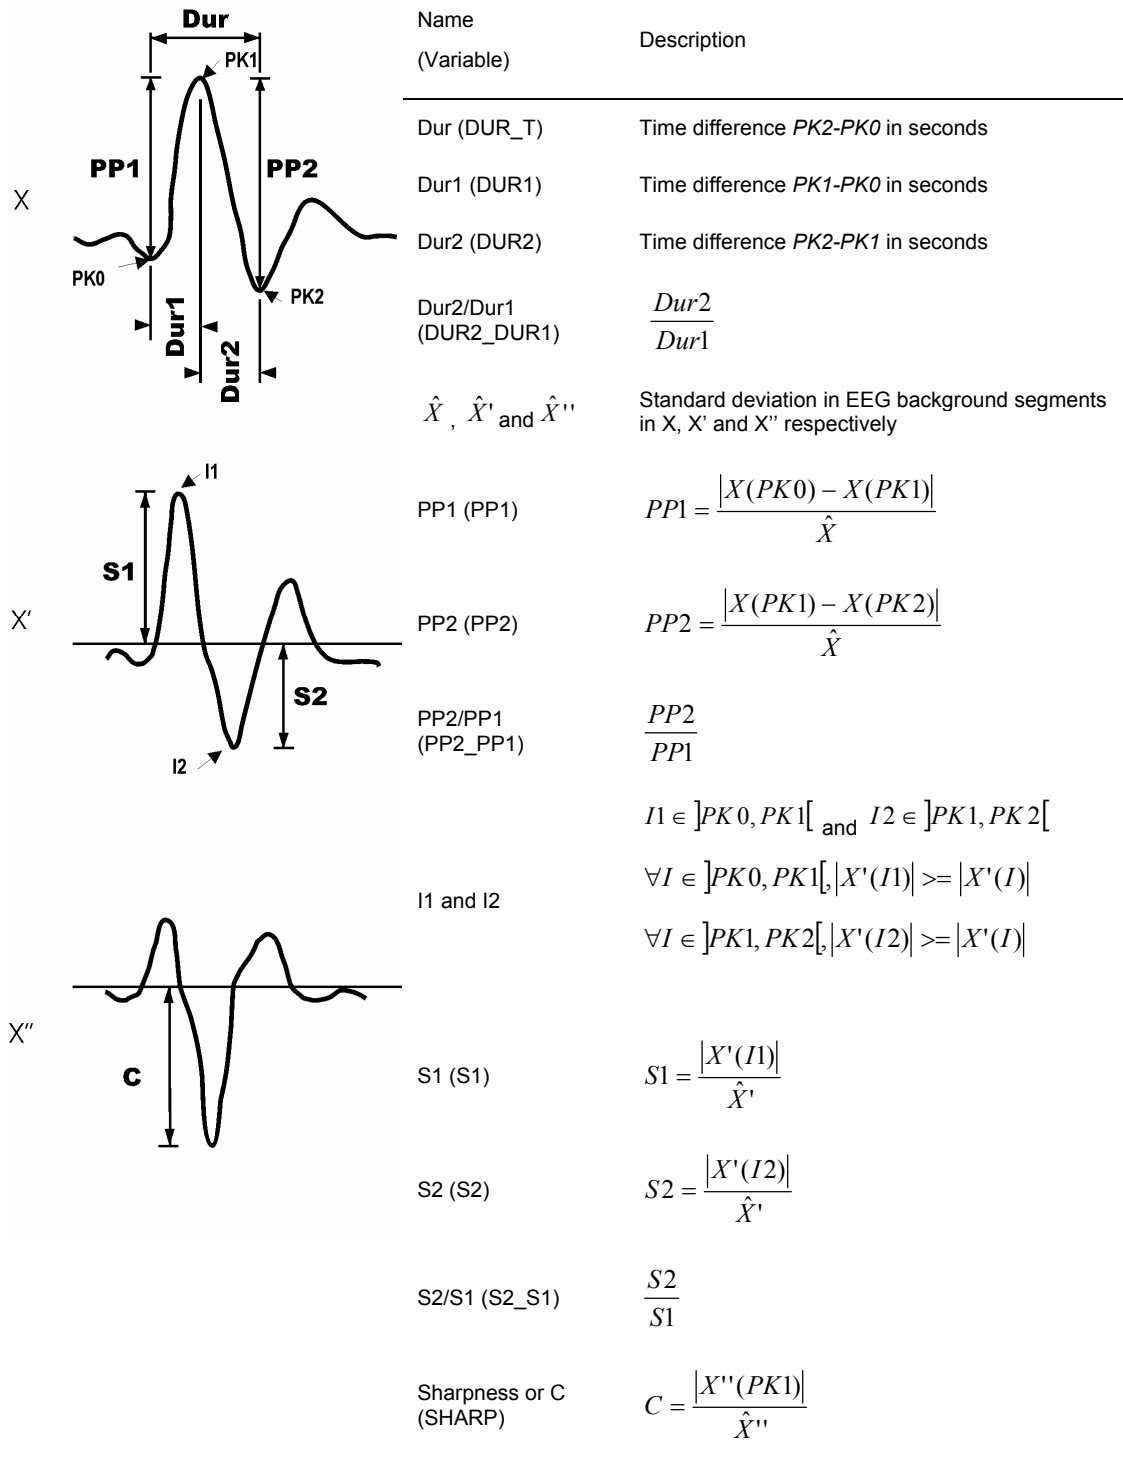 Dur
PK1
PP1
PP2
X
PK0
PK2
Dur1
Dur2
I1
S1
X'
S2
I2
X''
C
Name
(Variable)
Description
Dur (DUR_T)
Time difference PK2-PK0 in seconds
Dur1 (DUR1)
Time difference PK1-PK0 in seconds
Dur2 (DUR2)
Time difference PK2-PK1 in seconds
Dur2/Dur1
(DUR2_DUR1)
Dur2
Dur1
X̂ , X̂' and X̂''
Standard deviation in EEG background segments
in X, X' and X'' respectively
PP1 (PP1)
PP1 = |X(PK0) − X(PK1)| / X̂
PP2 (PP2)
PP2 = |X(PK1) − X(PK2)| / X̂
PP2/PP1
(PP2_PP1)
PP2
PP1
I1 and I2
I1 ∈ ]PK0, PK1[ and I2 ∈ ]PK1, PK2[
∀I ∈ ]PK0, PK1[, |X'(I1)| >= |X'(I)|
∀I ∈ ]PK1, PK2[, |X'(I2)| >= |X'(I)|
S1 (S1)
S1 = |X'(I1)| / X̂'
S2 (S2)
S2 = |X'(I2)| / X̂'
S2/S1 (S2_S1)
S2
S1
Sharpness or C
(SHARP)
C = |X''(PK1)| / X̂''